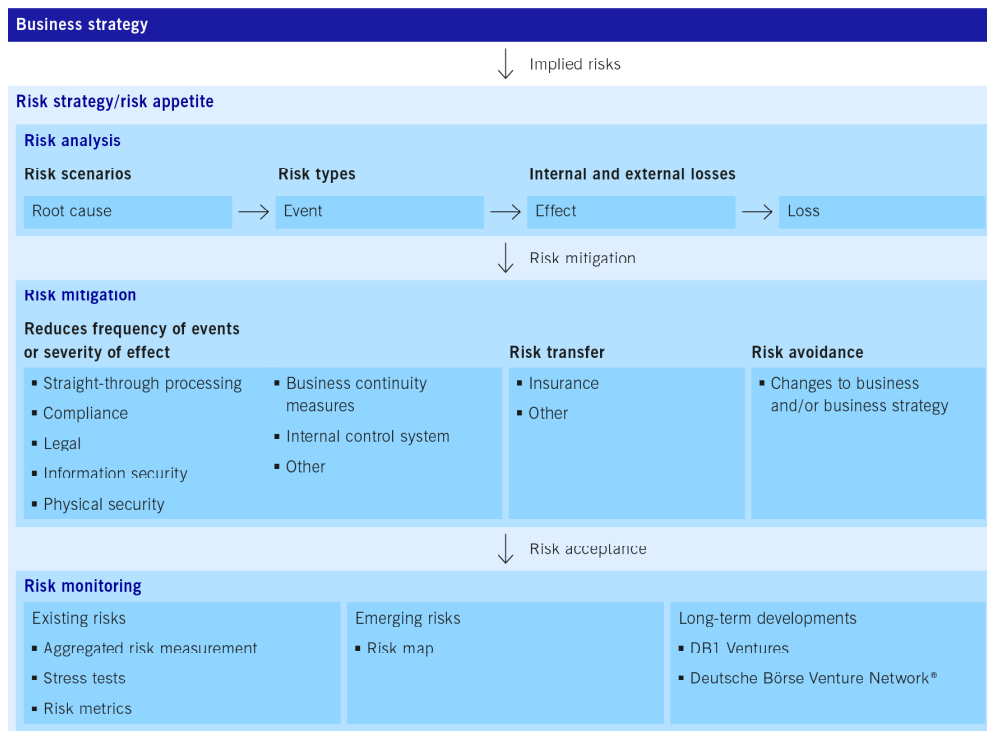 Business strategy
Implied risks
Risk strategy/risk appetite
Risk analysis
Risk scenarios
Risk types
Internal and external losses
Root cause
Event
Effect
Loss
Risk mitigation
Risk mitigation
Reduces frequency of events
or severity of effect
▪ Straight-through processing
▪ Compliance
▪ Legal
▪ Information security
▪ Physical security
▪ Business continuity
measures
▪ Internal control system
▪ Other
Risk transfer
▪ Insurance
▪ Other
Risk avoidance
▪ Changes to business
and/or business strategy
Risk acceptance
Risk monitoring
Existing risks
▪ Aggregated risk measurement
▪ Stress tests
▪ Risk metrics
Emerging risks
▪ Risk map
Long-term developments
▪ DB1 Ventures
▪ Deutsche Börse Venture Network®